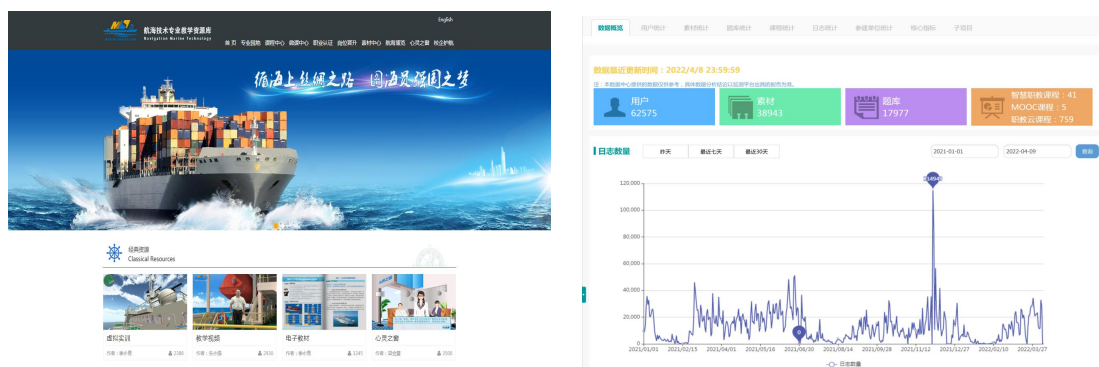 English
航海技术专业教学资源库
Navigation Marine Technology
首页 专业园地 课程中心 微课中心 职业认证 岗位晋升 素材中心 航海博览 心灵之窗 校企护航
循海上丝绸之路 圆海员强国之梦
经典资源
Classical Resources
虚拟实训 教学视频 电子教材 心灵之窗
2388 2438 3345 3508
数据概览 用户统计 素材统计 题库统计 课程统计 日志统计 参建单位统计 核心指标 子项目
数据最近更新时间：2022/4/8 23:59:59
用户
62575
素材
38943
题库
17977
智慧职教课程：41
MOOC课程：5
职教云课程：759
日志数量 昨天 最近七天 最近30天 2021-01-01 2022-04-09 查询
120,000
100,000
80,000
60,000
40,000
20,000
0
0
2021/01/01 2021/02/15 2021/04/01 2021/05/16 2021/06/30 2021/08/14 2021/09/28 2021/11/12 2021/12/27 2022/02/10 2022/03/27
日志数量